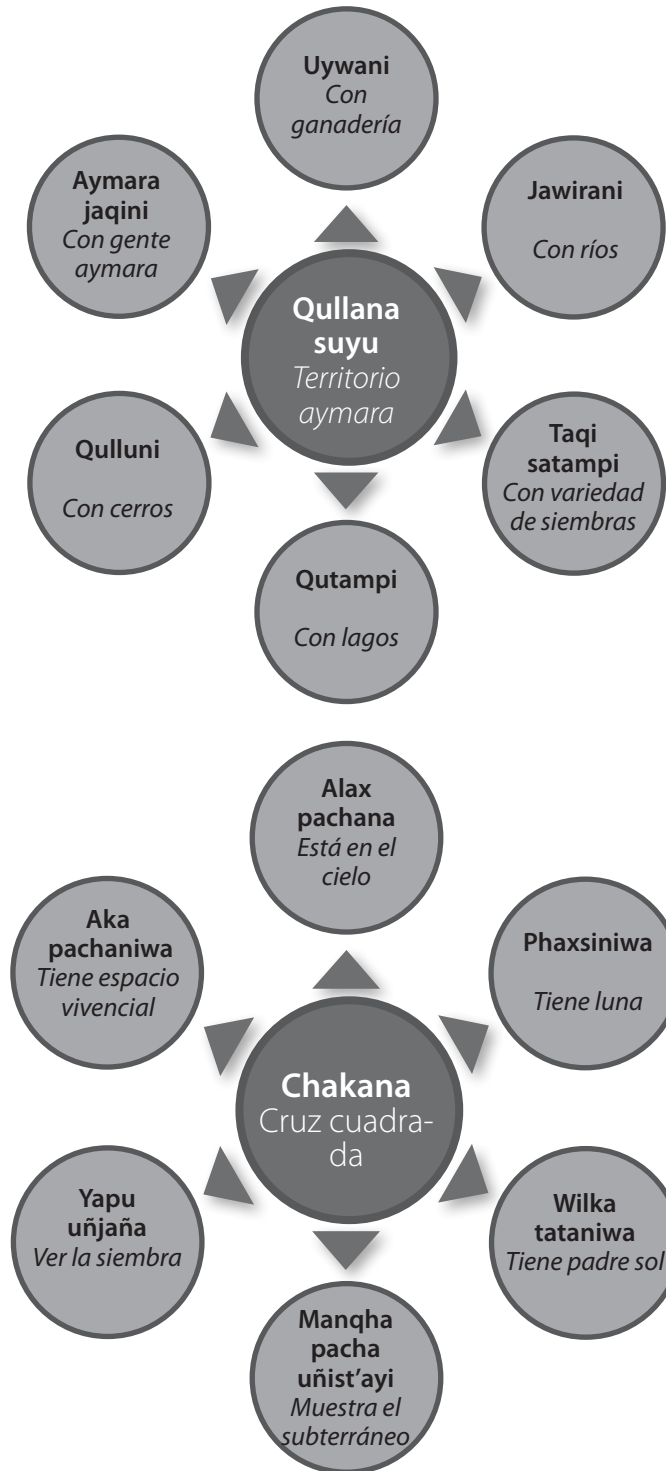 Uywani
Con
ganadería
Aymara
jaqini
Con gente
aymara
Jawirani
Con ríos
Qullana
suyu
Territorio
aymara
Qulluni
Con cerros
Taqi
satampi
Con variedad
de siembras
Qutampi
Con lagos
Alax
pachana
Está en el
cielo
Aka
pachaniwa
Tiene espacio
vivencial
Phaxsiniwa
Tiene luna
Chakana
Cruz cuadra-
da
Yapu
uñjaña
Ver la siembra
Wilka
tataniwa
Tiene padre sol
Manqha
pacha
uñist’ayi
Muestra el
subterráneo